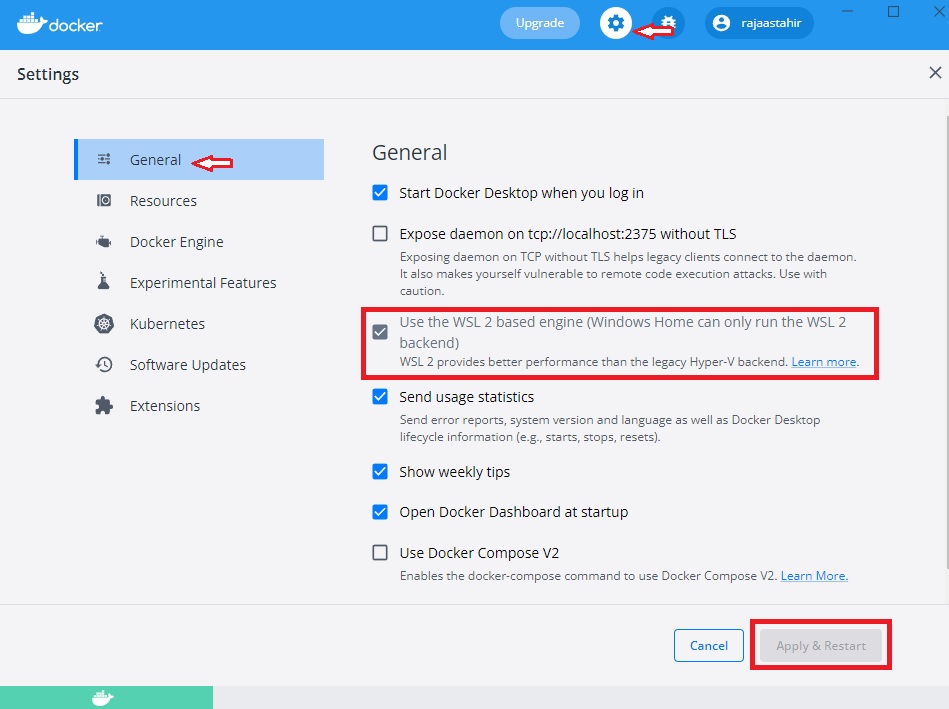 docker
Upgrade
rajaastahir
Settings
General
Resources
Docker Engine
Experimental Features
Kubernetes
Software Updates
Extensions
General
Start Docker Desktop when you log in
Expose daemon on tcp://localhost:2375 without TLS
Exposing daemon on TCP without TLS helps legacy clients connect to the daemon.
It also makes yourself vulnerable to remote code execution attacks. Use with
caution.
Use the WSL 2 based engine (Windows Home can only run the WSL 2
backend)
WSL 2 provides better performance than the legacy Hyper-V backend. Learn more.
Send usage statistics
Send error reports, system version and language as well as Docker Desktop
lifecycle information (e.g., starts, stops, resets).
Show weekly tips
Open Docker Dashboard at startup
Use Docker Compose V2
Enables the docker-compose command to use Docker Compose V2. Learn More.
Cancel
Apply & Restart